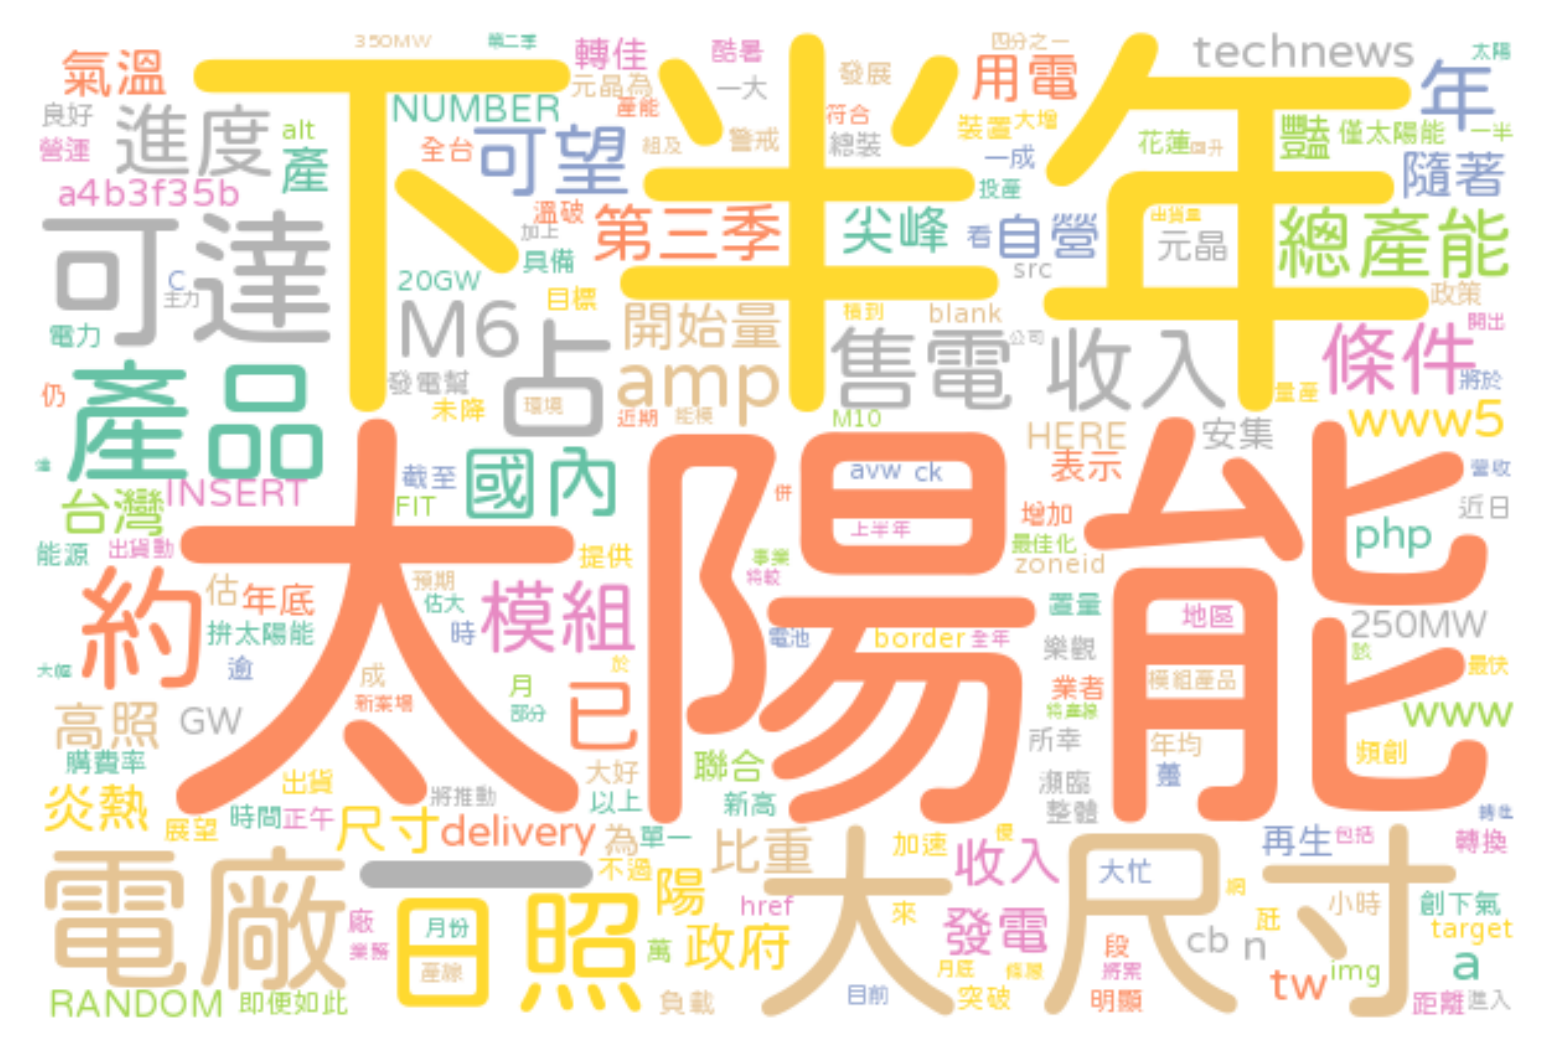 350MW
第二季
轉佳
酷暑
四分之一
technews
太陽
氣溫
下半年
元晶為
一大
發展
用電
年
良好
進度
NUMBER
產能
符合
裝置
大增
豔
僅太陽能
一半
營運
alt
全台
可望
組及
警戒
總裝
一成
花蓮
回升
產
a4b3f35b
溫破
投產
隨著
可達
加上
第三季
尖峰
看
自營
出貨量
元晶
總產能
C
主力
具備
20GW
目標
src
政策
電力
M6
占
開始量
積到
blank
公司
開出
售電
收入
條件
發電幫
仍
產品
未降
環境
amp
近期
能模
M10
量產
將於
www5
HERE
安集
國內
截至
表示
avw
ck
營收
INSERT
FIT
台灣
太陽能
併
上半年
增加
近日
php
能源
出貨動
提供
事業
將較
最佳化
zoneid
約
估
年底
預期
估大
模組
置量
地區
250MW
拚太陽能
時
電池
border
全年
樂觀
該
逾
大幅
成
於
月
模組產品
最快
新案場
部分
已
業者
將產線
www
高照
GW
所幸
年均
頻創
購費率
聯合
大好
出貨
將推動
以上
新高
瀕臨
整體
炎熱
展望
時間
正午
尺寸
delivery
為
單一
比重
加速
優
收入
再生
包括
轉換
轉佳
電廠
一
不過
大尺寸
大忙
陽
href
來
網
小時
創下氣
廠
業務
日照
月份
產線
萬
政府
發電
段
cb
n
瓩
target
將累
img
tw
a
RANDOM
即便如此
負載
目前
月底
突破
條層
明顯
距離
進入